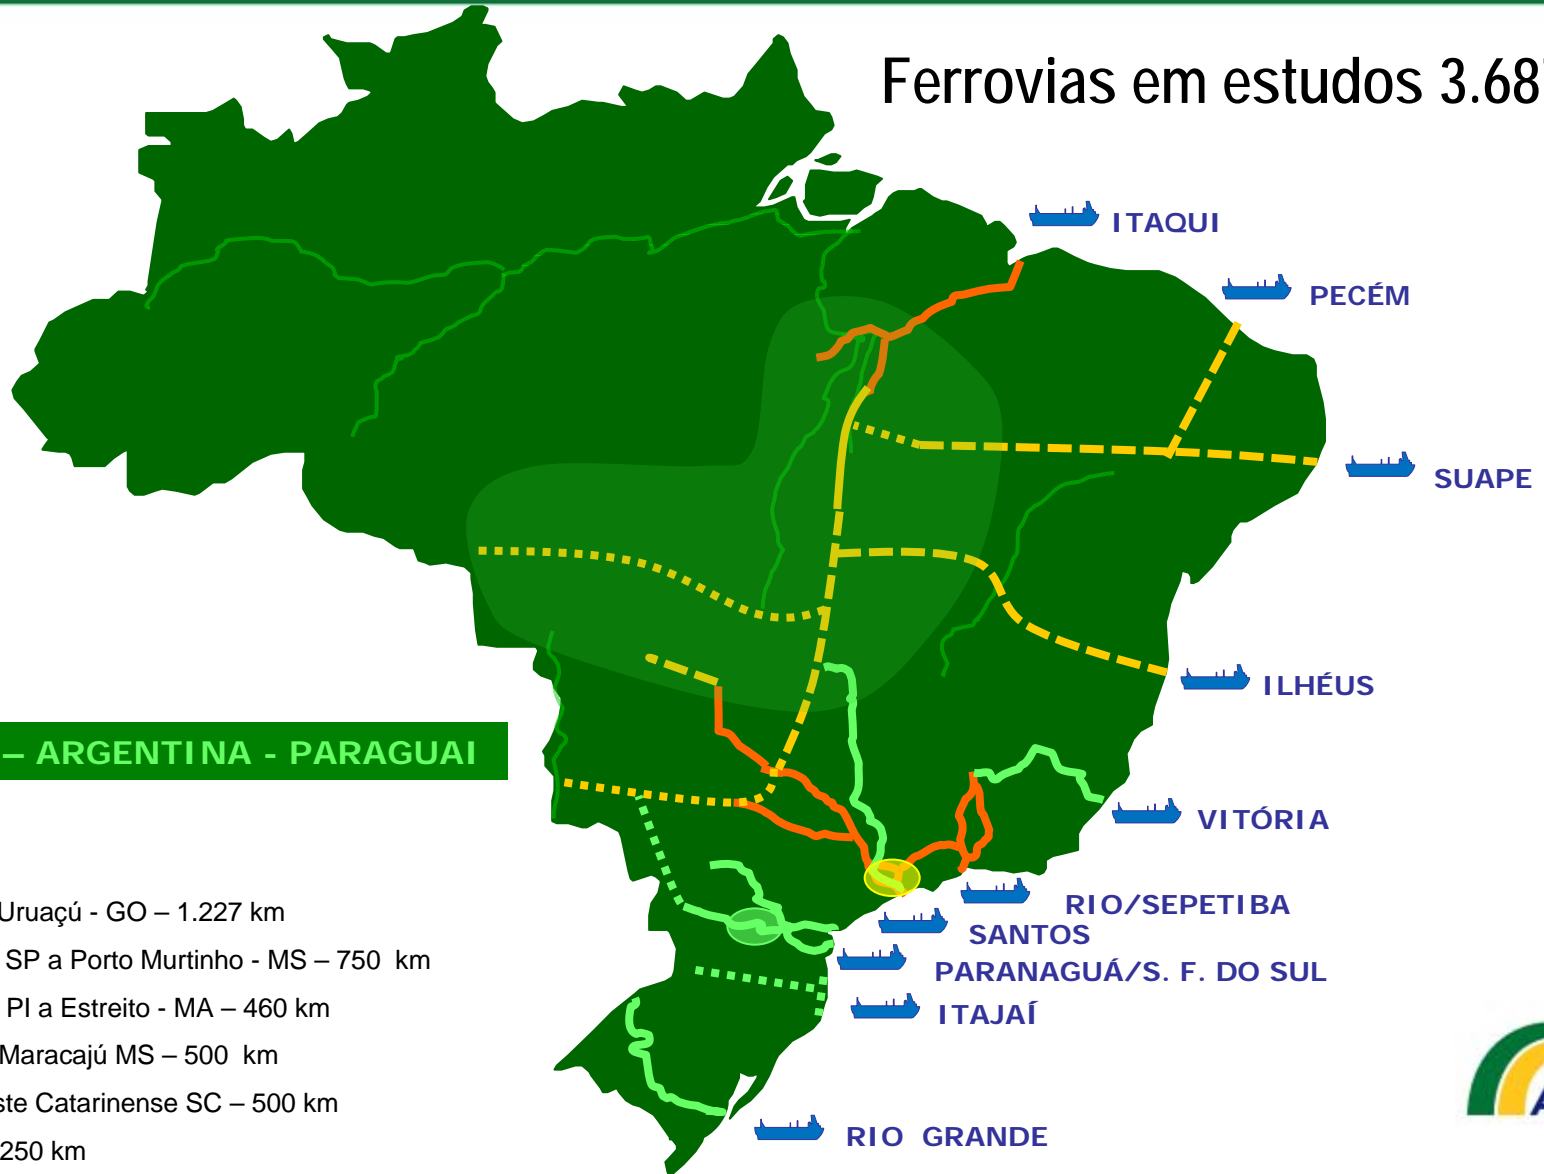 Ferrovias em estudos 3.687
ITAQUI
PECÉM
SUAPE
ILHÉUS
– ARGENTINA - PARAGUAI
VITÓRIA
RIO/SEPETIBA
SANTOS
PARANAGUÁ/S. F. DO SUL
ITAJAÍ
RIO GRANDE
Uruaçú - GO – 1.227 km
SP a Porto Murtinho - MS – 750 km
PI a Estreito - MA – 460 km
Maracajú MS – 500 km
ste Catarinense SC – 500 km
250 km